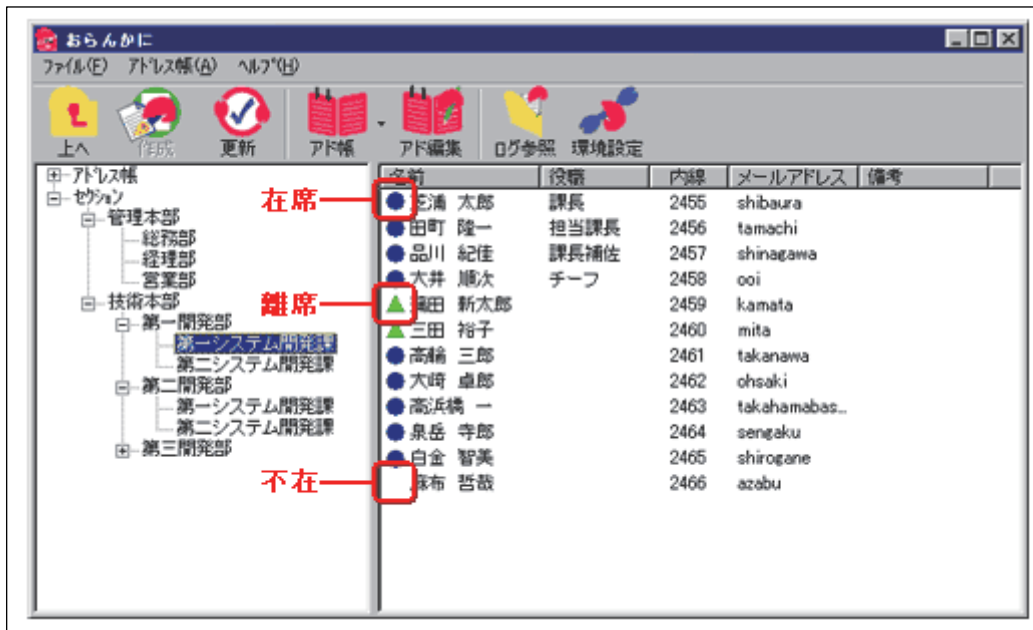 おらんかに
ファイル(F) アドレス帳(A) ヘルプ(H)
上へ 作成 更新 アド帳 アド編集 ログ参照 環境設定
アドレス帳
セクション
管理本部
総務部
経理部
営業部
技術本部
第一開発部
第一システム開発課
第二システム開発課
第二開発部
第一システム開発課
第二システム開発課
第三開発部
在席
離席
不在
名前 役職 内線 メールアドレス 備考
芝浦 太郎 課長 2455 shibaura
田町 隆一 担当課長 2456 tamachi
品川 紀佳 課長補佐 2457 shinagawa
大井 順次 チーフ 2458 ooi
蒲田 新太郎 2459 kamata
三田 裕子 2460 mita
高輪 三郎 2461 takanawa
大崎 卓郎 2462 ohsaki
高浜橋 一 2463 takahamabas...
泉岳 寺郎 2464 sengaku
白金 智美 2465 shirogane
麻布 哲哉 2466 azabu